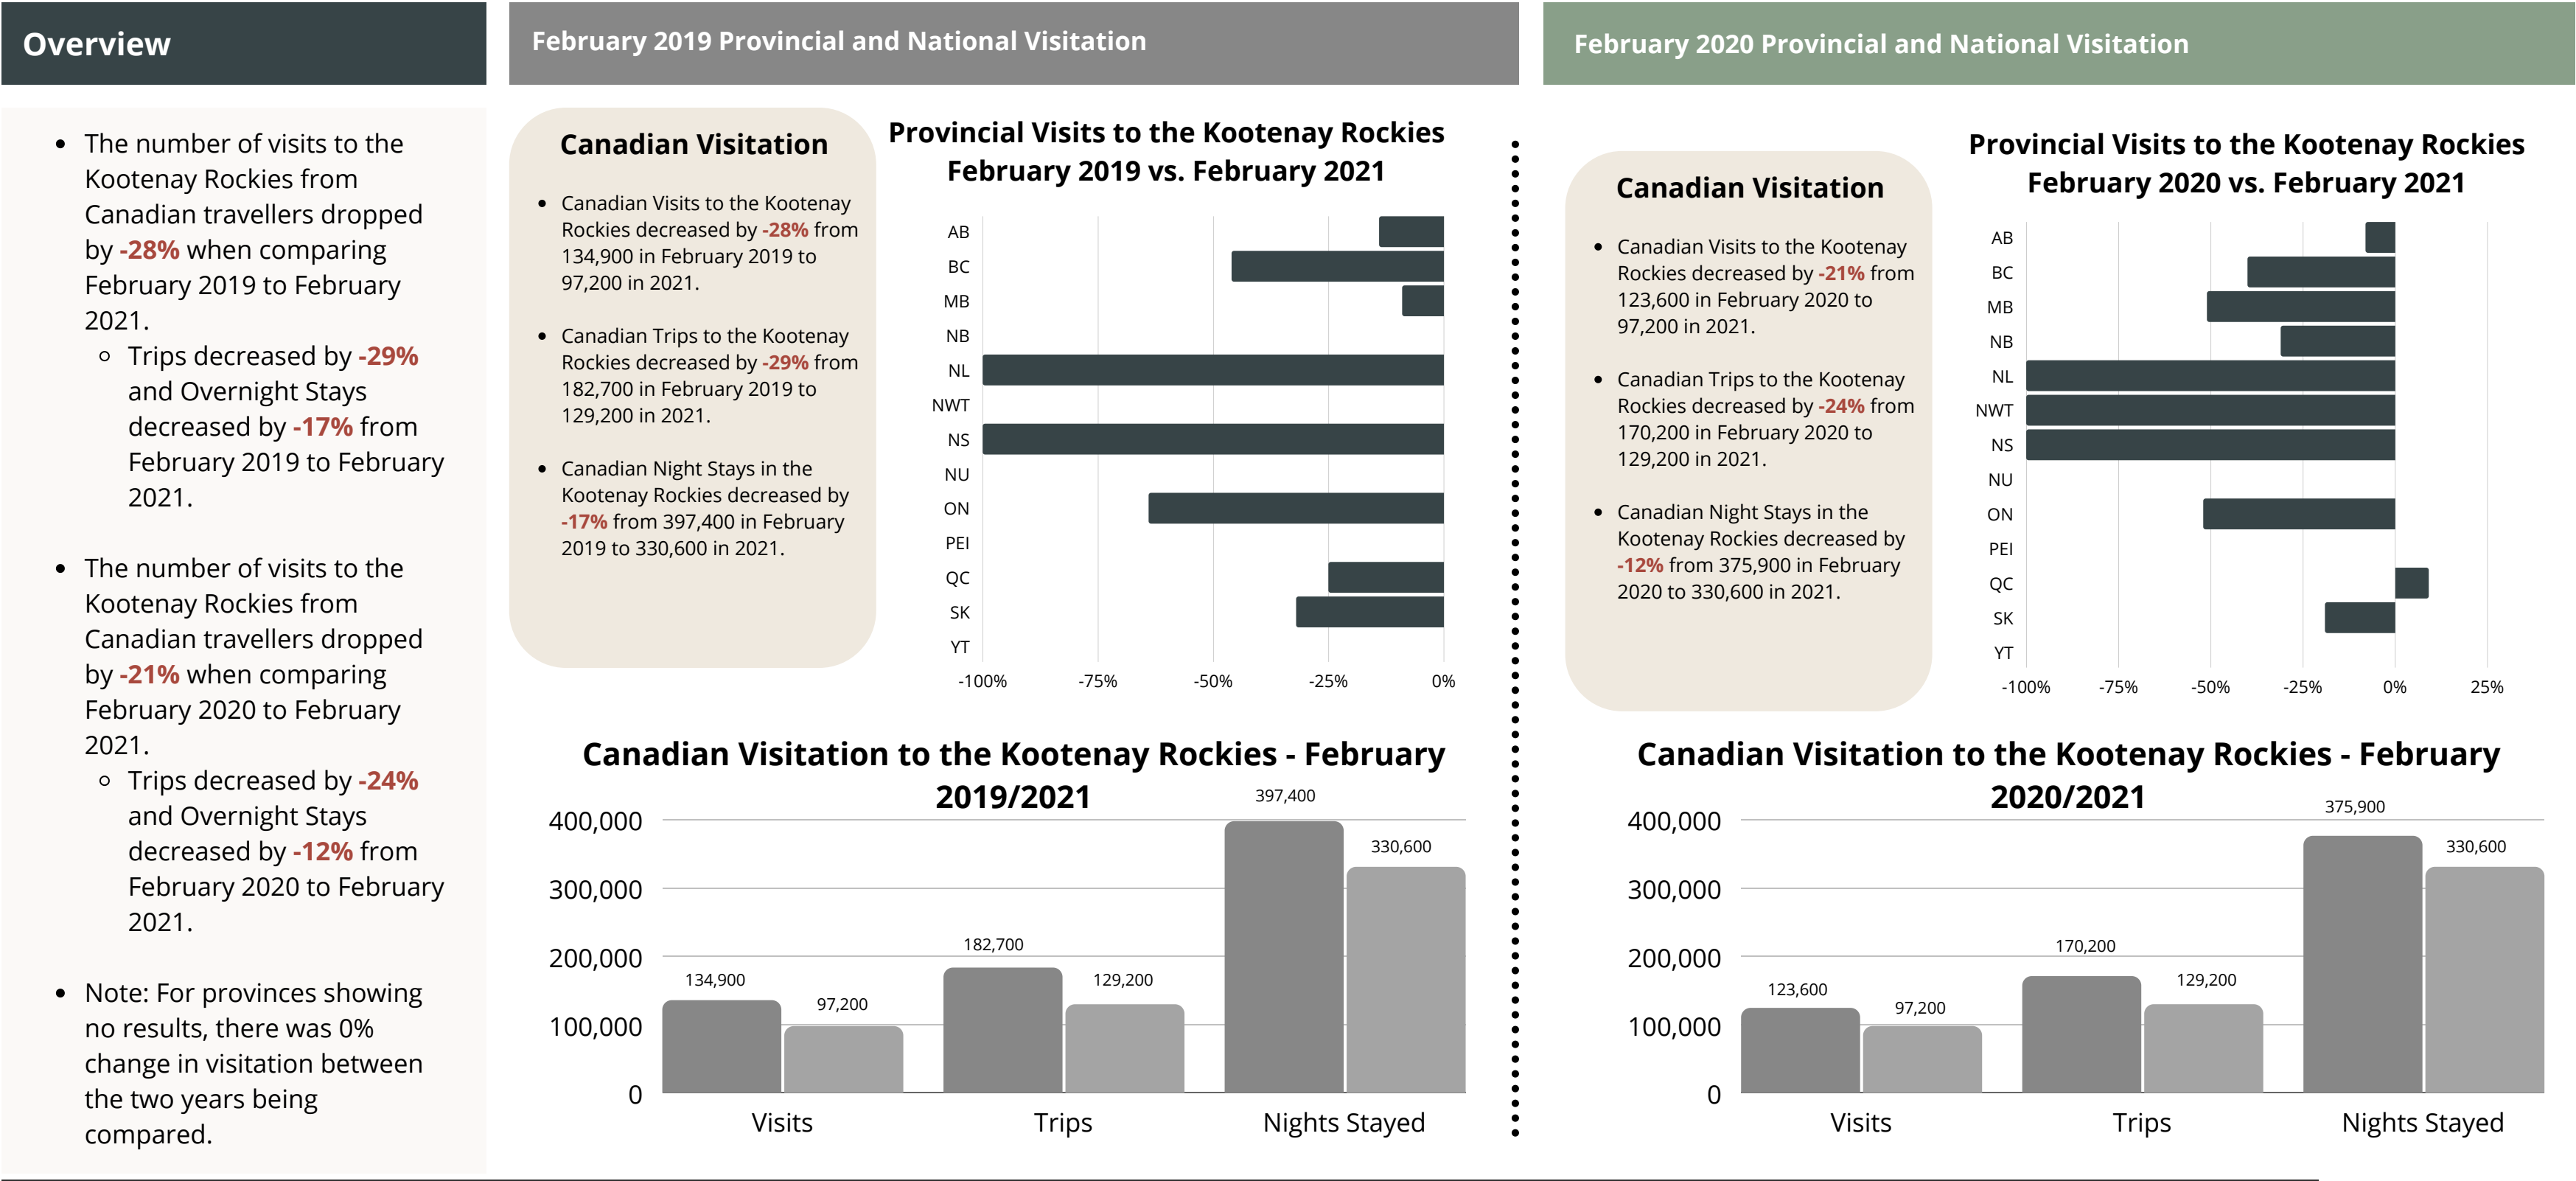 Overview
• The number of visits to the
Kootenay Rockies from
Canadian travellers dropped
by -28% when comparing
February 2019 to February
2021.
◦ Trips decreased by -29%
and Overnight Stays
decreased by -17% from
February 2019 to February
2021.
• The number of visits to the
Kootenay Rockies from
Canadian travellers dropped
by -21% when comparing
February 2020 to February
2021.
◦ Trips decreased by -24%
and Overnight Stays
decreased by -12% from
February 2020 to February
2021.
• Note: For provinces showing
no results, there was 0%
change in visitation between
the two years being
compared.
February 2019 Provincial and National Visitation
Canadian Visitation
• Canadian Visits to the Kootenay
Rockies decreased by -28% from
134,900 in February 2019 to
97,200 in 2021.
• Canadian Trips to the Kootenay
Rockies decreased by -29% from
182,700 in February 2019 to
129,200 in 2021.
• Canadian Night Stays in the
Kootenay Rockies decreased by
-17% from 397,400 in February
2019 to 330,600 in 2021.
Provincial Visits to the Kootenay Rockies
February 2019 vs. February 2021
AB
BC
MB
NB
NL
NWT
NS
NU
ON
PEI
QC
SK
YT
-100% -75% -50% -25% 0%
Canadian Visitation to the Kootenay Rockies - February
2019/2021
400,000
300,000
200,000
100,000
0
134,900
97,200
182,700
129,200
397,400
330,600
Visits Trips Nights Stayed
February 2020 Provincial and National Visitation
Canadian Visitation
• Canadian Visits to the Kootenay
Rockies decreased by -21% from
123,600 in February 2020 to
97,200 in 2021.
• Canadian Trips to the Kootenay
Rockies decreased by -24% from
170,200 in February 2020 to
129,200 in 2021.
• Canadian Night Stays in the
Kootenay Rockies decreased by
-12% from 375,900 in February
2020 to 330,600 in 2021.
Provincial Visits to the Kootenay Rockies
February 2020 vs. February 2021
AB
BC
MB
NB
NL
NWT
NS
NU
ON
PEI
QC
SK
YT
-100% -75% -50% -25% 0% 25%
Canadian Visitation to the Kootenay Rockies - February
2020/2021
400,000
300,000
200,000
100,000
0
123,600
97,200
170,200
129,200
375,900
330,600
Visits Trips Nights Stayed